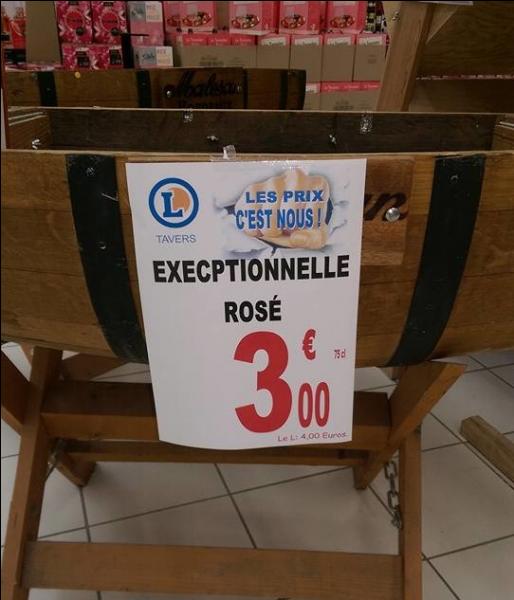 L
TAVERS
LES PRIX
C'EST NOUS !
EXECPTIONNELLE
ROSÉ
3€00
75 cl
Le L: 4,00 Euros